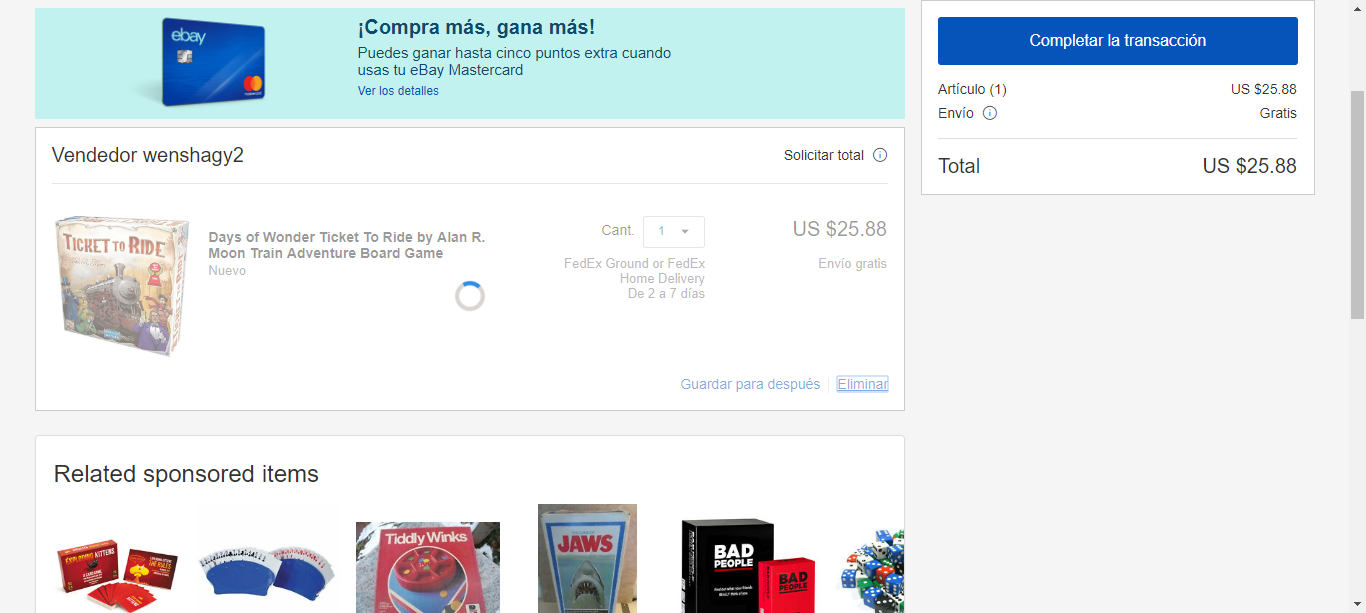 ebay
¡Compra más, gana más!
Puedes ganar hasta cinco puntos extra cuando
usas tu eBay Mastercard
Ver los detalles
Completar la transacción
Artículo (1) US $25.88
Envío Gratis
Total US $25.88
Vendedor wenshagy2
Solicitar total
TICKET TO RIDE
Days of Wonder Ticket To Ride by Alan R.
Moon Train Adventure Board Game
Nuevo
Cant. 1
US $25.88
FedEx Ground or FedEx
Home Delivery
De 2 a 7 días
Envío gratis
Guardar para después
Eliminar
Related sponsored items
EXPLODING KITTENS
Tiddly Winks
JAWS
BAD
PEOPLE
BAD
PEOPLE